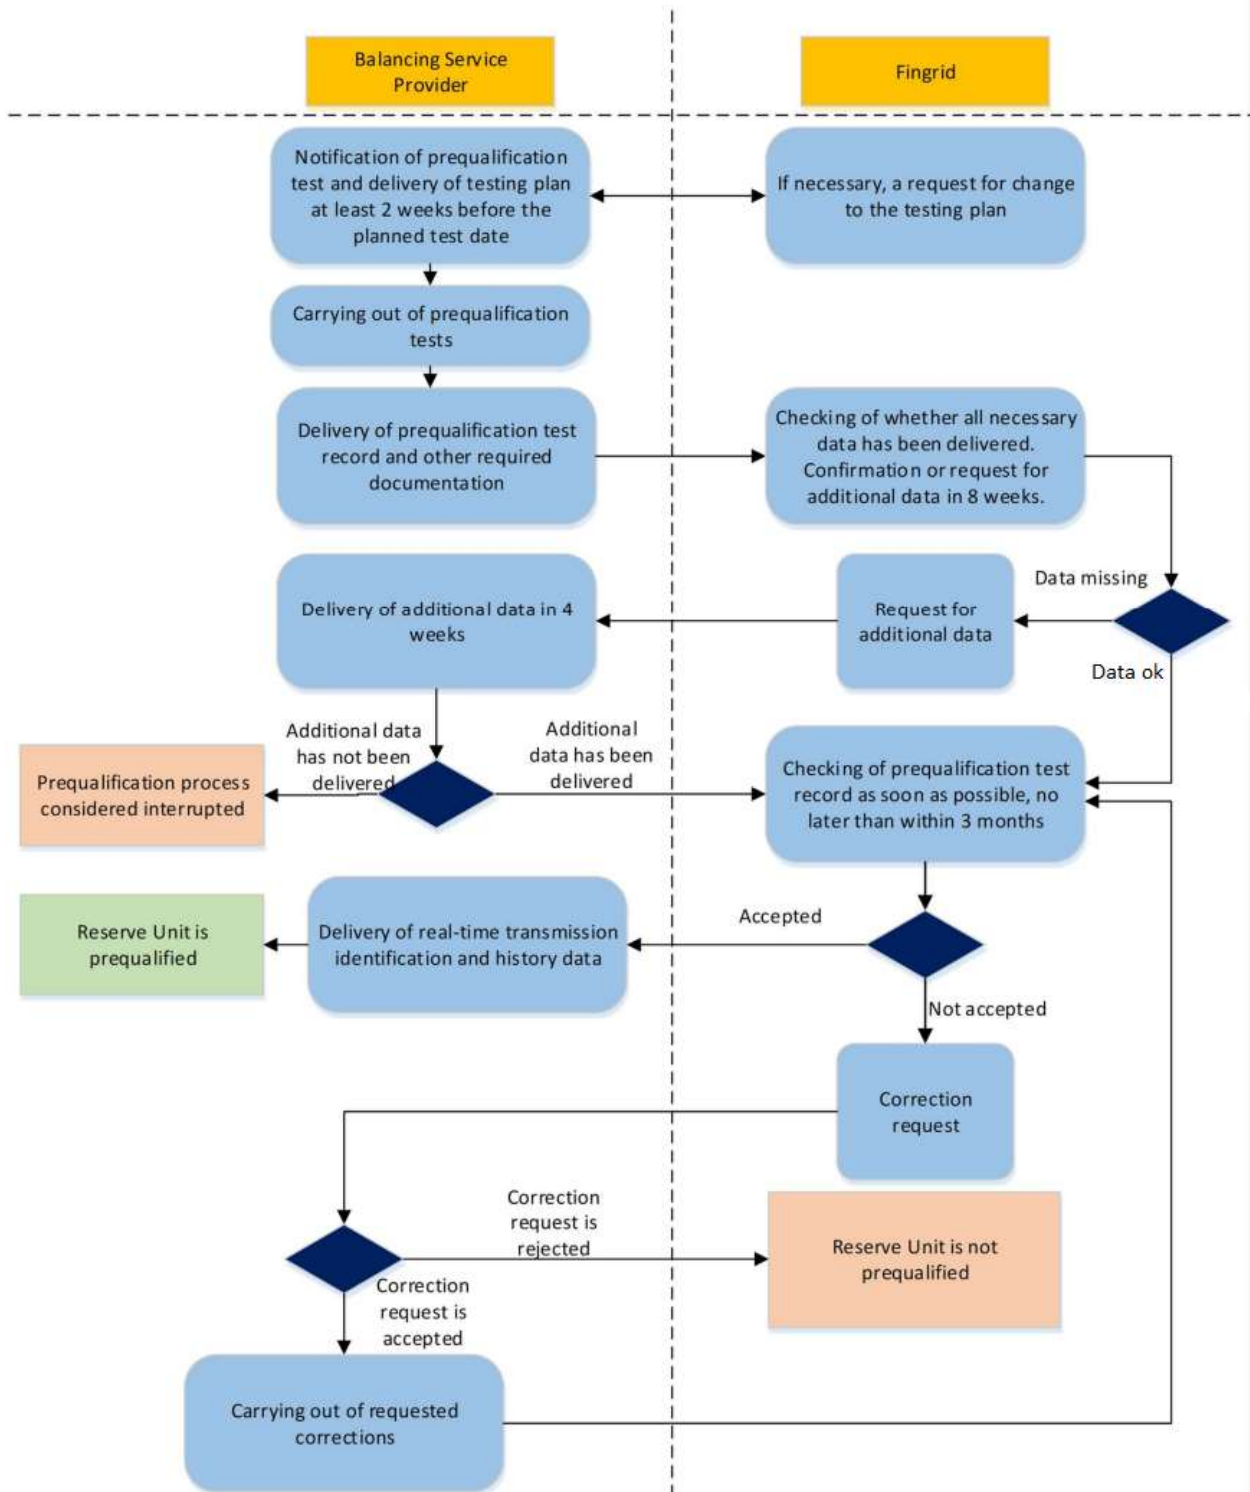 Balancing Service
Provider
Fingrid
Notification of prequalification
test and delivery of testing plan
at least 2 weeks before the
planned test date
If necessary, a request for change
to the testing plan
Carrying out of prequalification
tests
Delivery of prequalification test
record and other required
documentation
Checking of whether all necessary
data has been delivered.
Confirmation or request for
additional data in 8 weeks.
Data missing
Delivery of additional data in 4
weeks
Request for
additional data
Data ok
Additional data
has not been
delivered
Additional
data has been
delivered
Prequalification process
considered interrupted
Checking of prequalification test
record as soon as possible, no
later than within 3 months
Reserve Unit is
prequalified
Delivery of real-time transmission
identification and history data
Accepted
Not accepted
Correction
request
Correction
request is
rejected
Reserve Unit is not
prequalified
Correction
request is
accepted
Carrying out of requested
corrections